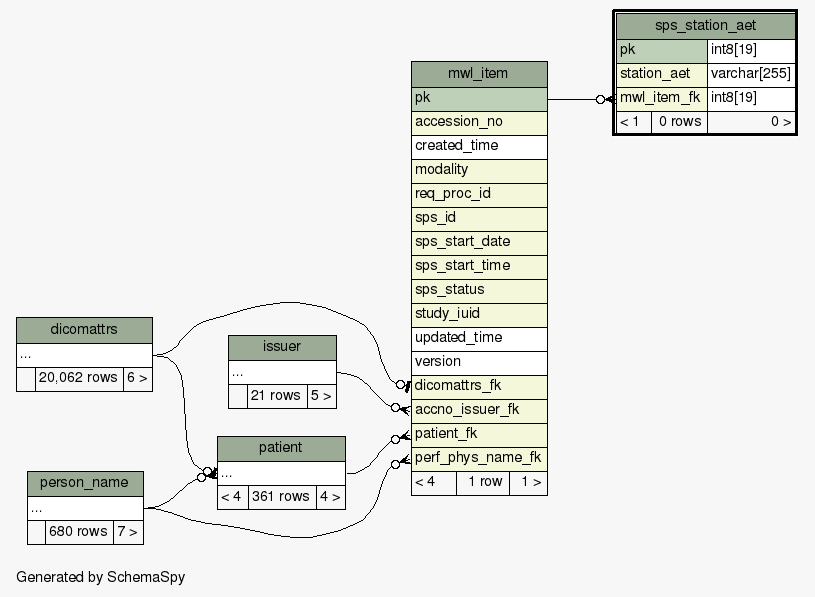 sps_station_aet
pk int8[19]
station_aet varchar[255]
mwl_item_fk int8[19]
< 1 0 rows 0 >
mwl_item
pk
accession_no
created_time
modality
req_proc_id
sps_id
sps_start_date
sps_start_time
sps_status
study_iuid
updated_time
version
dicomattrs_fk
accno_issuer_fk
patient_fk
perf_phys_name_fk
< 4 1 row 1 >
dicomattrs
...
20,062 rows 6 >
issuer
...
21 rows 5 >
patient
...
< 4 361 rows 4 >
person_name
...
680 rows 7 >
Generated by SchemaSpy